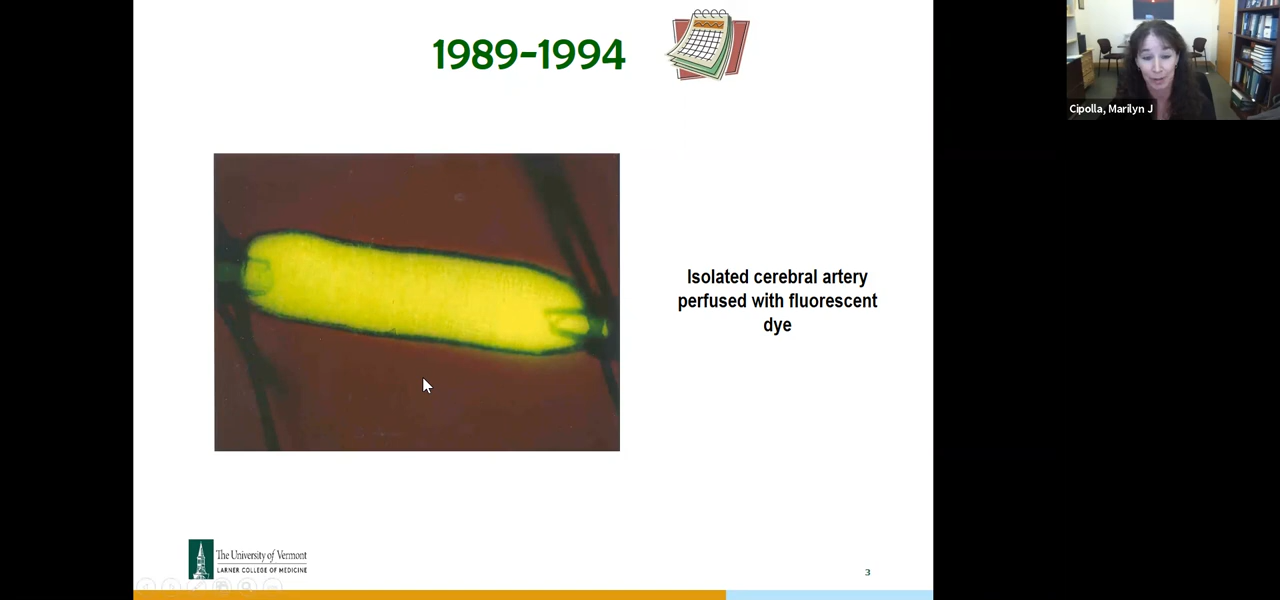 1989-1994
Cipolla, Marilyn J
Isolated cerebral artery
perfused with fluorescent
dye
The University of Vermont
LARNER COLLEGE OF MEDICINE
3